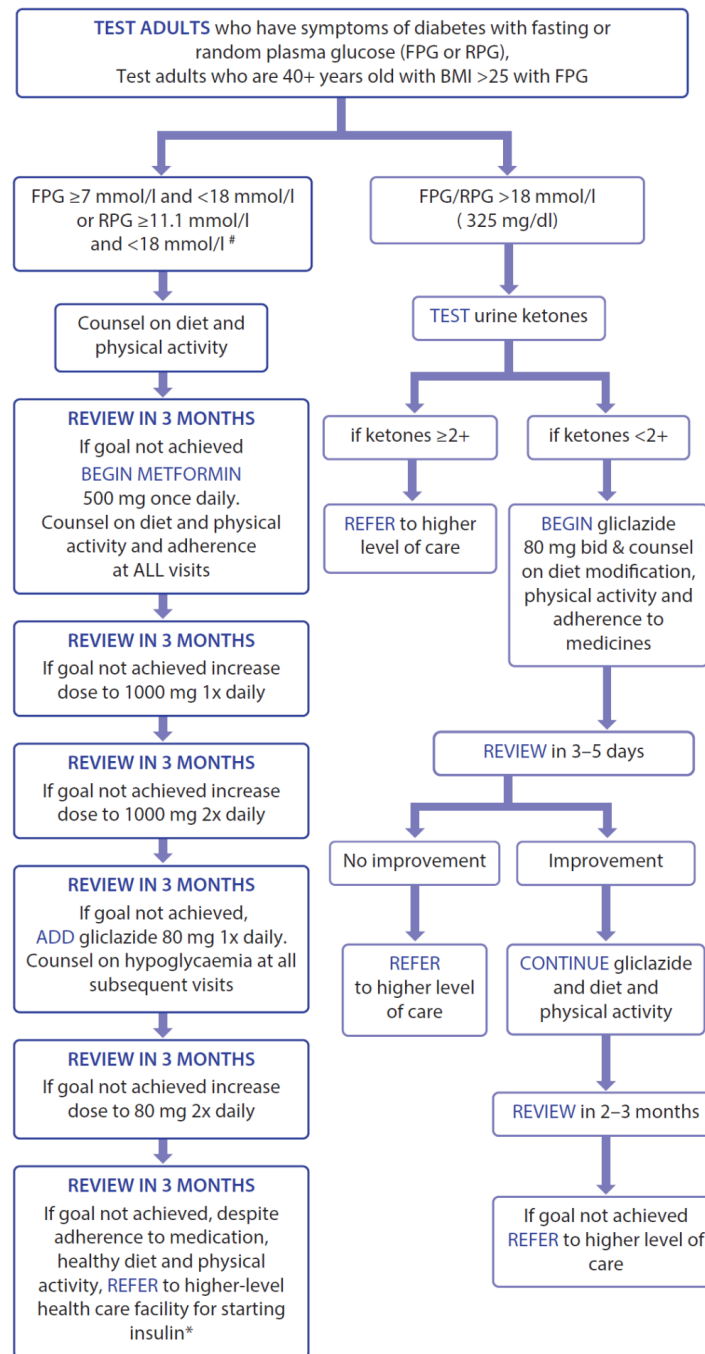 TEST ADULTS who have symptoms of diabetes with fasting or
random plasma glucose (FPG or RPG),
Test adults who are 40+ years old with BMI >25 with FPG
FPG ≥7 mmol/l and <18 mmol/l
or RPG ≥11.1 mmol/l
and <18 mmol/l #
Counsel on diet and
physical activity
REVIEW IN 3 MONTHS
If goal not achieved
BEGIN METFORMIN
500 mg once daily.
Counsel on diet and physical
activity and adherence
at ALL visits
REVIEW IN 3 MONTHS
If goal not achieved increase
dose to 1000 mg 1x daily
REVIEW IN 3 MONTHS
If goal not achieved increase
dose to 1000 mg 2x daily
REVIEW IN 3 MONTHS
If goal not achieved,
ADD gliclazide 80 mg 1x daily.
Counsel on hypoglycaemia at all
subsequent visits
REVIEW IN 3 MONTHS
If goal not achieved increase
dose to 80 mg 2x daily
REVIEW IN 3 MONTHS
If goal not achieved, despite
adherence to medication,
healthy diet and physical
activity, REFER to higher-level
health care facility for starting
insulin*
FPG/RPG >18 mmol/l
( 325 mg/dl)
TEST urine ketones
if ketones ≥2+
REFER to higher
level of care
if ketones <2+
BEGIN gliclazide
80 mg bid & counsel
on diet modification,
physical activity and
adherence to
medicines
REVIEW in 3–5 days
No improvement
REFER
to higher level
of care
Improvement
CONTINUE gliclazide
and diet and
physical activity
REVIEW in 2–3 months
If goal not achieved
REFER to higher level of
care